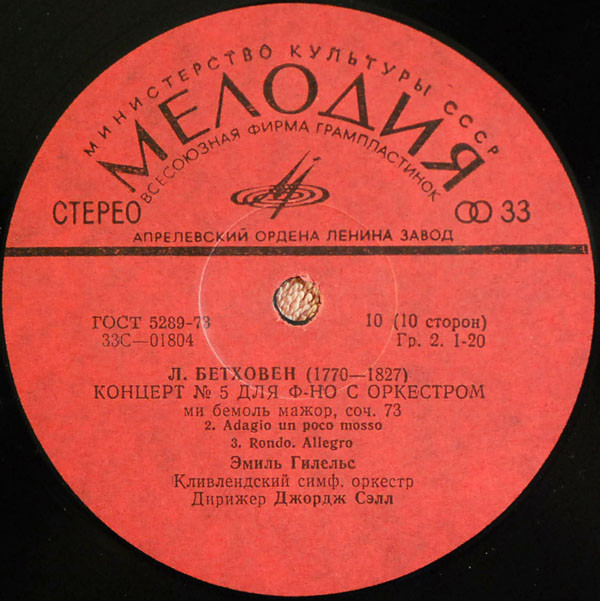 МИНИСТЕРСТВО КУЛЬТУРЫ СССР
МЕЛОДИЯ
ВСЕСОЮЗНАЯ ФИРМА ГРАМПЛАСТИНОК
СТЕРЕО 33
АПРЕЛЕВСКИЙ ОРДЕНА ЛЕНИНА ЗАВОД
ГОСТ 5289-73 10 (10 сторон)
33С—01804 Гр. 2. 1-20
Л. БЕТХОВЕН (1770—1827)
КОНЦЕРТ № 5 ДЛЯ Ф-НО С ОРКЕСТРОМ
ми бемоль мажор, соч. 73
2. Adagio un poco mosso
3. Rondo. Allegro
Эмиль Гилельс
Кливлендский симф. оркестр
Дирижер Джордж Сэлл